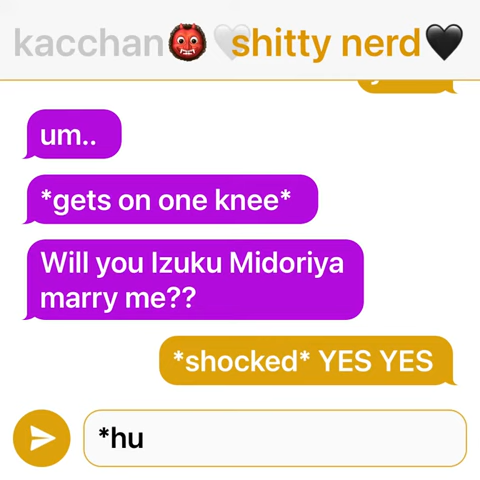 kacchan👹🤍shitty nerd🖤
um..
*gets on one knee*
Will you Izuku Midoriya
marry me??
*shocked* YES YES
*hu